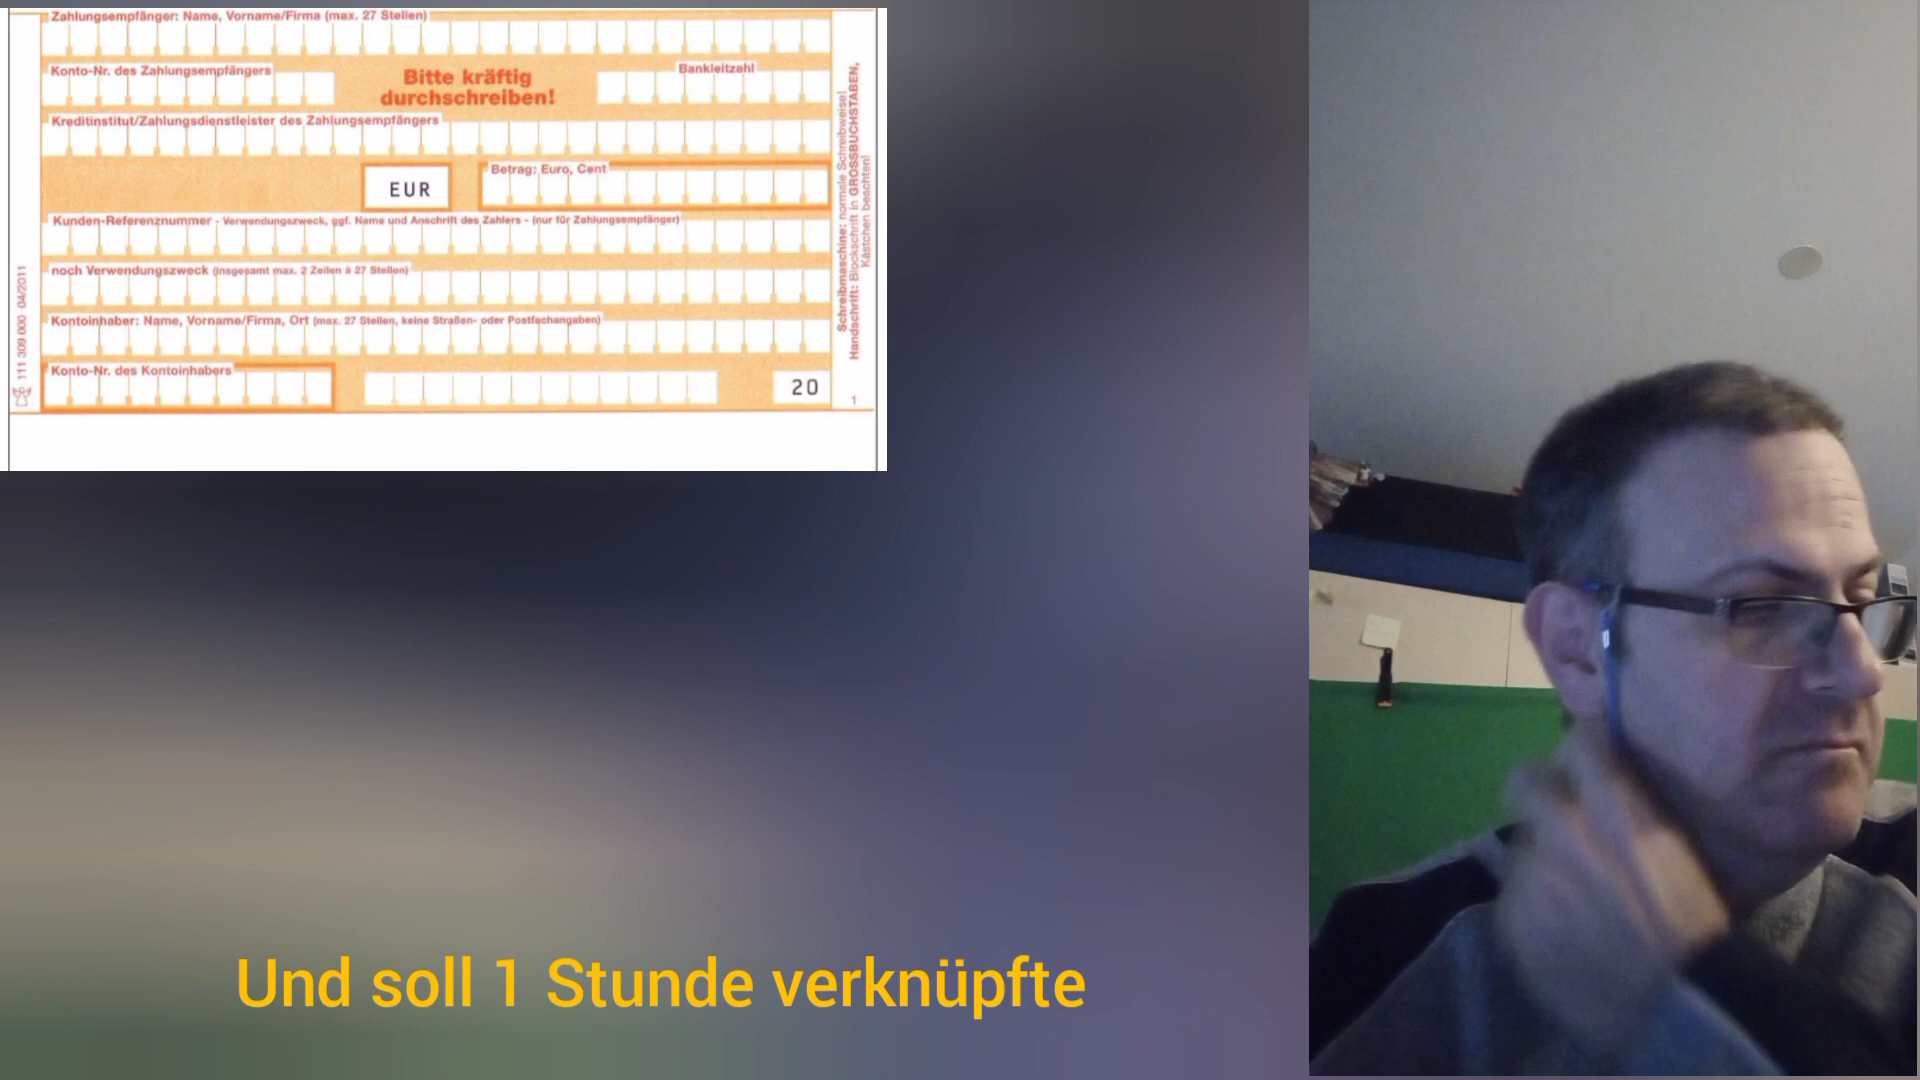 Zahlungsempfänger: Name, Vorname/Firma (max. 27 Stellen)
Konto-Nr. des Zahlungsempfängers
Bitte kräftig
durchschreiben!
Bankleitzahl
Kreditinstitut/Zahlungsdienstleister des Zahlungsempfängers
EUR
Betrag: Euro, Cent
Kunden-Referenznummer - Verwendungszweck, ggf. Name und Anschrift des Zahlers - (nur für Zahlungsempfänger)
noch Verwendungszweck (insgesamt max. 2 Zeilen à 27 Stellen)
Kontoinhaber: Name, Vorname/Firma, Ort (max. 27 Stellen, keine Straßen- oder Postfachangaben)
Konto-Nr. des Kontoinhabers
20
1
111 309 000 04/2011
Schreibmaschine: normale Schreibweise!
Handschrift: Blockschrift in GROSSBUCHSTABEN,
Kästchen beachten!
Und soll 1 Stunde verknüpfte